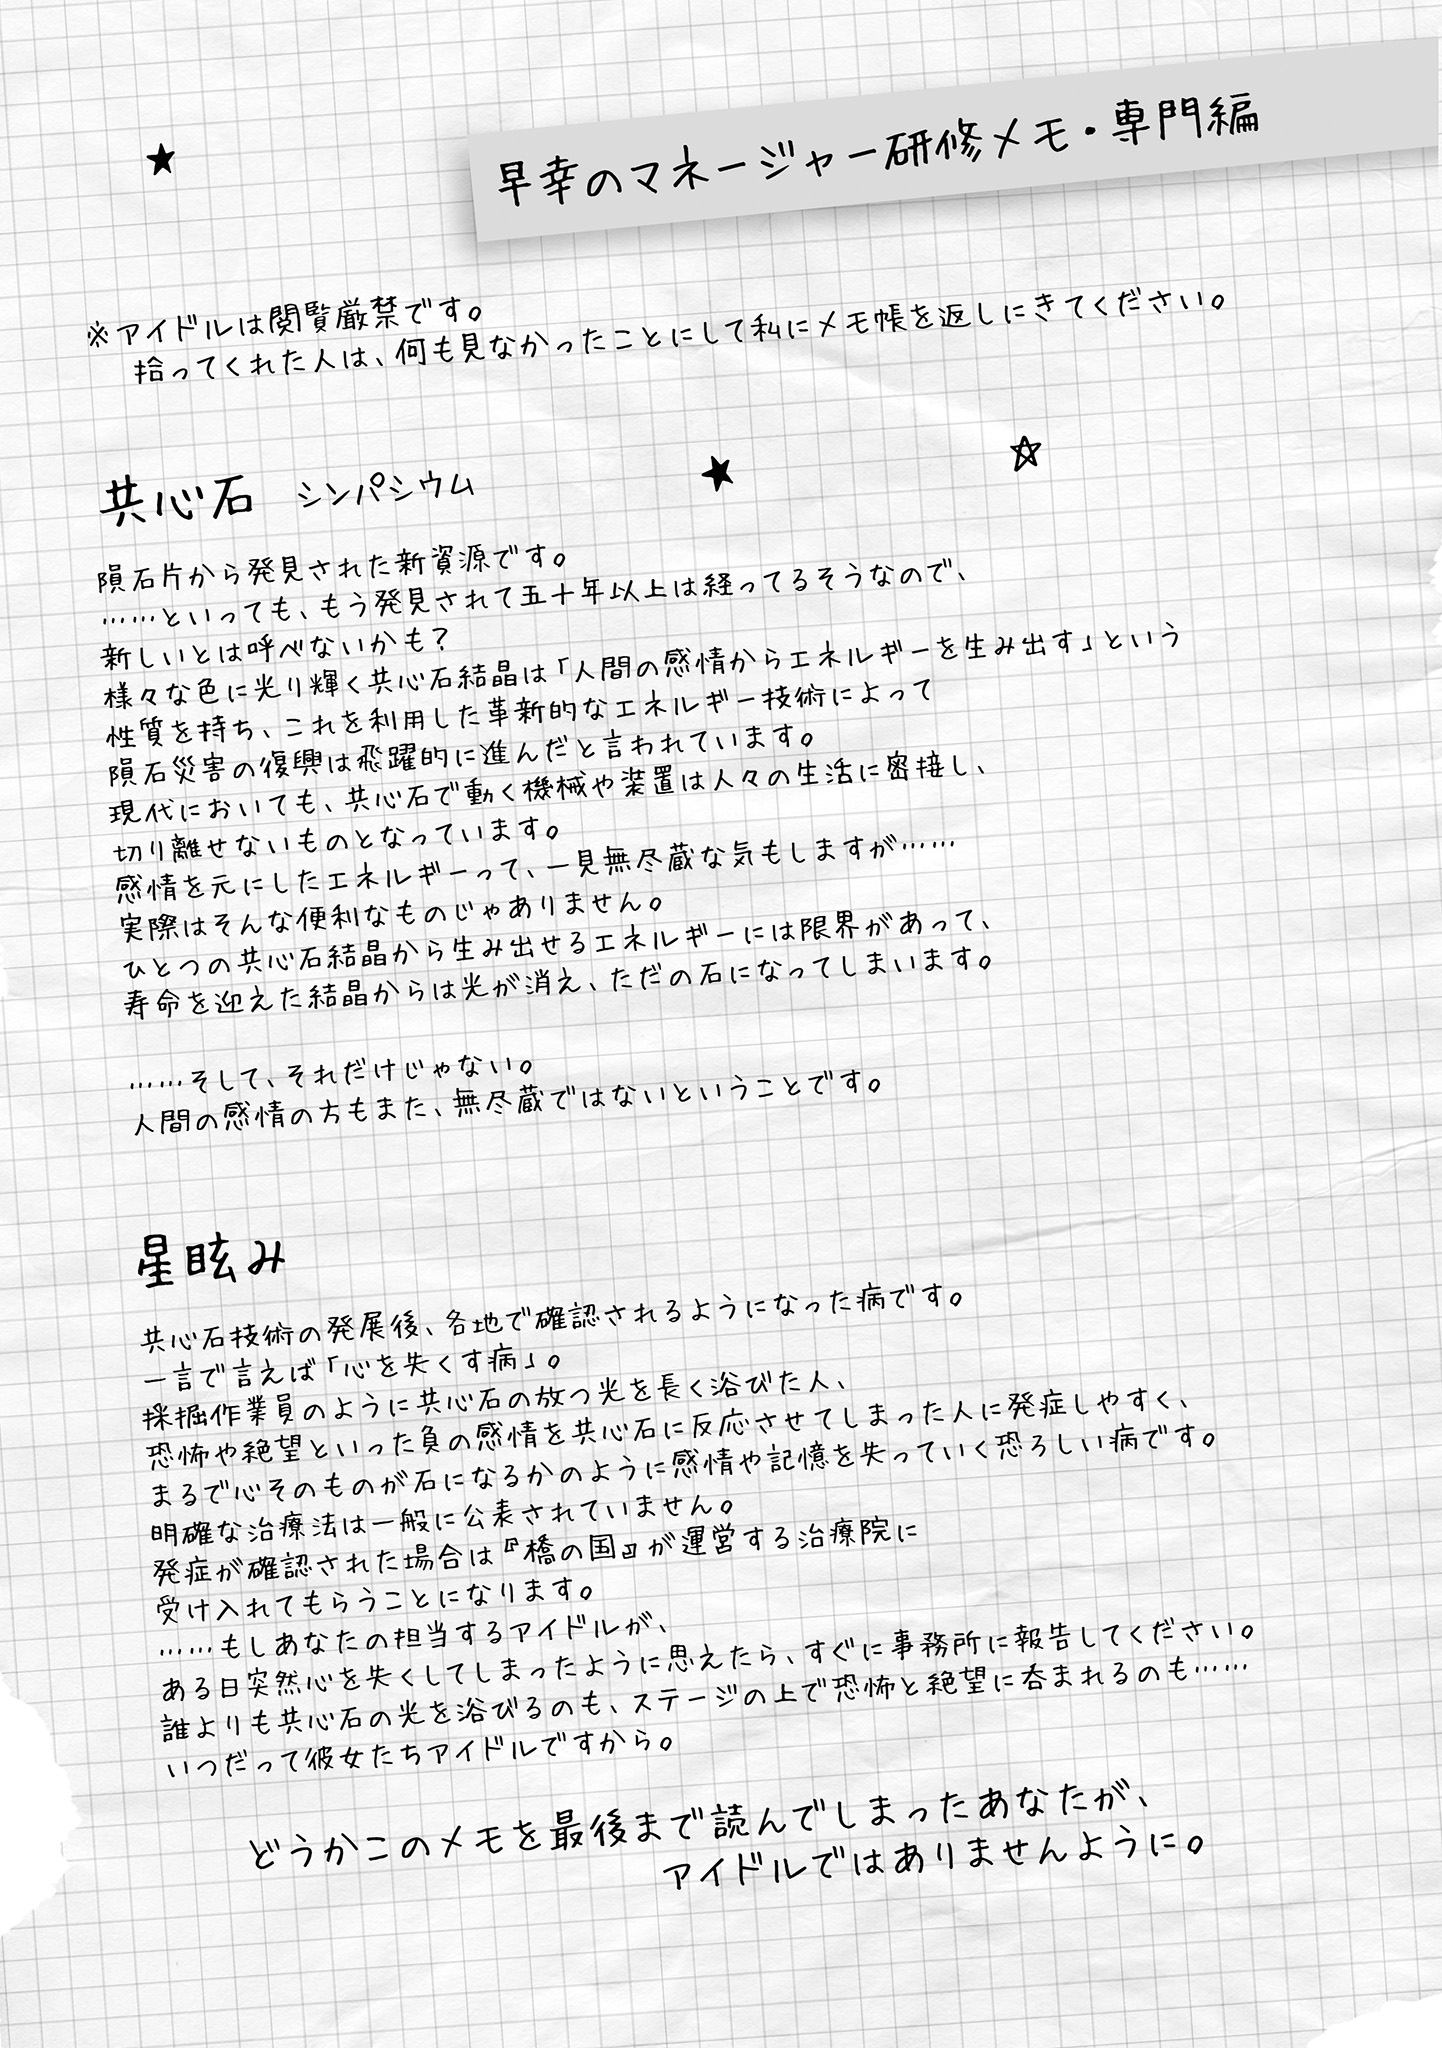 早幸のマネージャー研修メモ・専門編
※アイドルは閲覧厳禁です。
拾ってくれた人は、何も見なかったことにして私にメモ帳を返しにきてください。
共心石 シンパシウム
隕石片から発見された新資源です。
……といっても、もう発見されて五十年以上は経ってるそうなので、
新しいとは呼べないかも?
様々な色に光り輝く共心石結晶は「人間の感情からエネルギーを生み出す」という
性質を持ち、これを利用した革新的なエネルギー技術によって
隕石災害の復興は飛躍的に進んだと言われています。
現代においても、共心石で動く機械や装置は人々の生活に密接し、
切り離せないものとなっています。
感情を元にしたエネルギーって、一見無尽蔵な気もしますが……
実際はそんな便利なものじゃありません。
ひとつの共心石結晶から生み出せるエネルギーには限界があって、
寿命を迎えた結晶からは光が消え、ただの石になってしまいます。
……そして、それだけじゃない。
人間の感情の方もまた、無尽蔵ではないということです。
星眩み
共心石技術の発展後、各地で確認されるようになった病です。
一言で言えば「心を失くす病」。
採掘作業員のように共心石の放つ光を長く浴びた人、
恐怖や絶望といった負の感情を共心石に反応させてしまった人に発症しやすく、
まるで心そのものが石になるかのように感情や記憶を失っていく恐ろしい病です。
明確な治療法は一般に公表されていません。
発症が確認された場合は『橋の国』が運営する治療院に
受け入れてもらうことになります。
……もしあなたの担当するアイドルが、
ある日突然心を失くしてしまったように思えたら、すぐに事務所に報告してください。
誰よりも共心石の光を浴びるのも、ステージの上で恐怖と絶望に呑まれるのも……
いつだって彼女たちアイドルですから。
どうかこのメモを最後まで読んでしまったあなたが、
アイドルではありませんように。